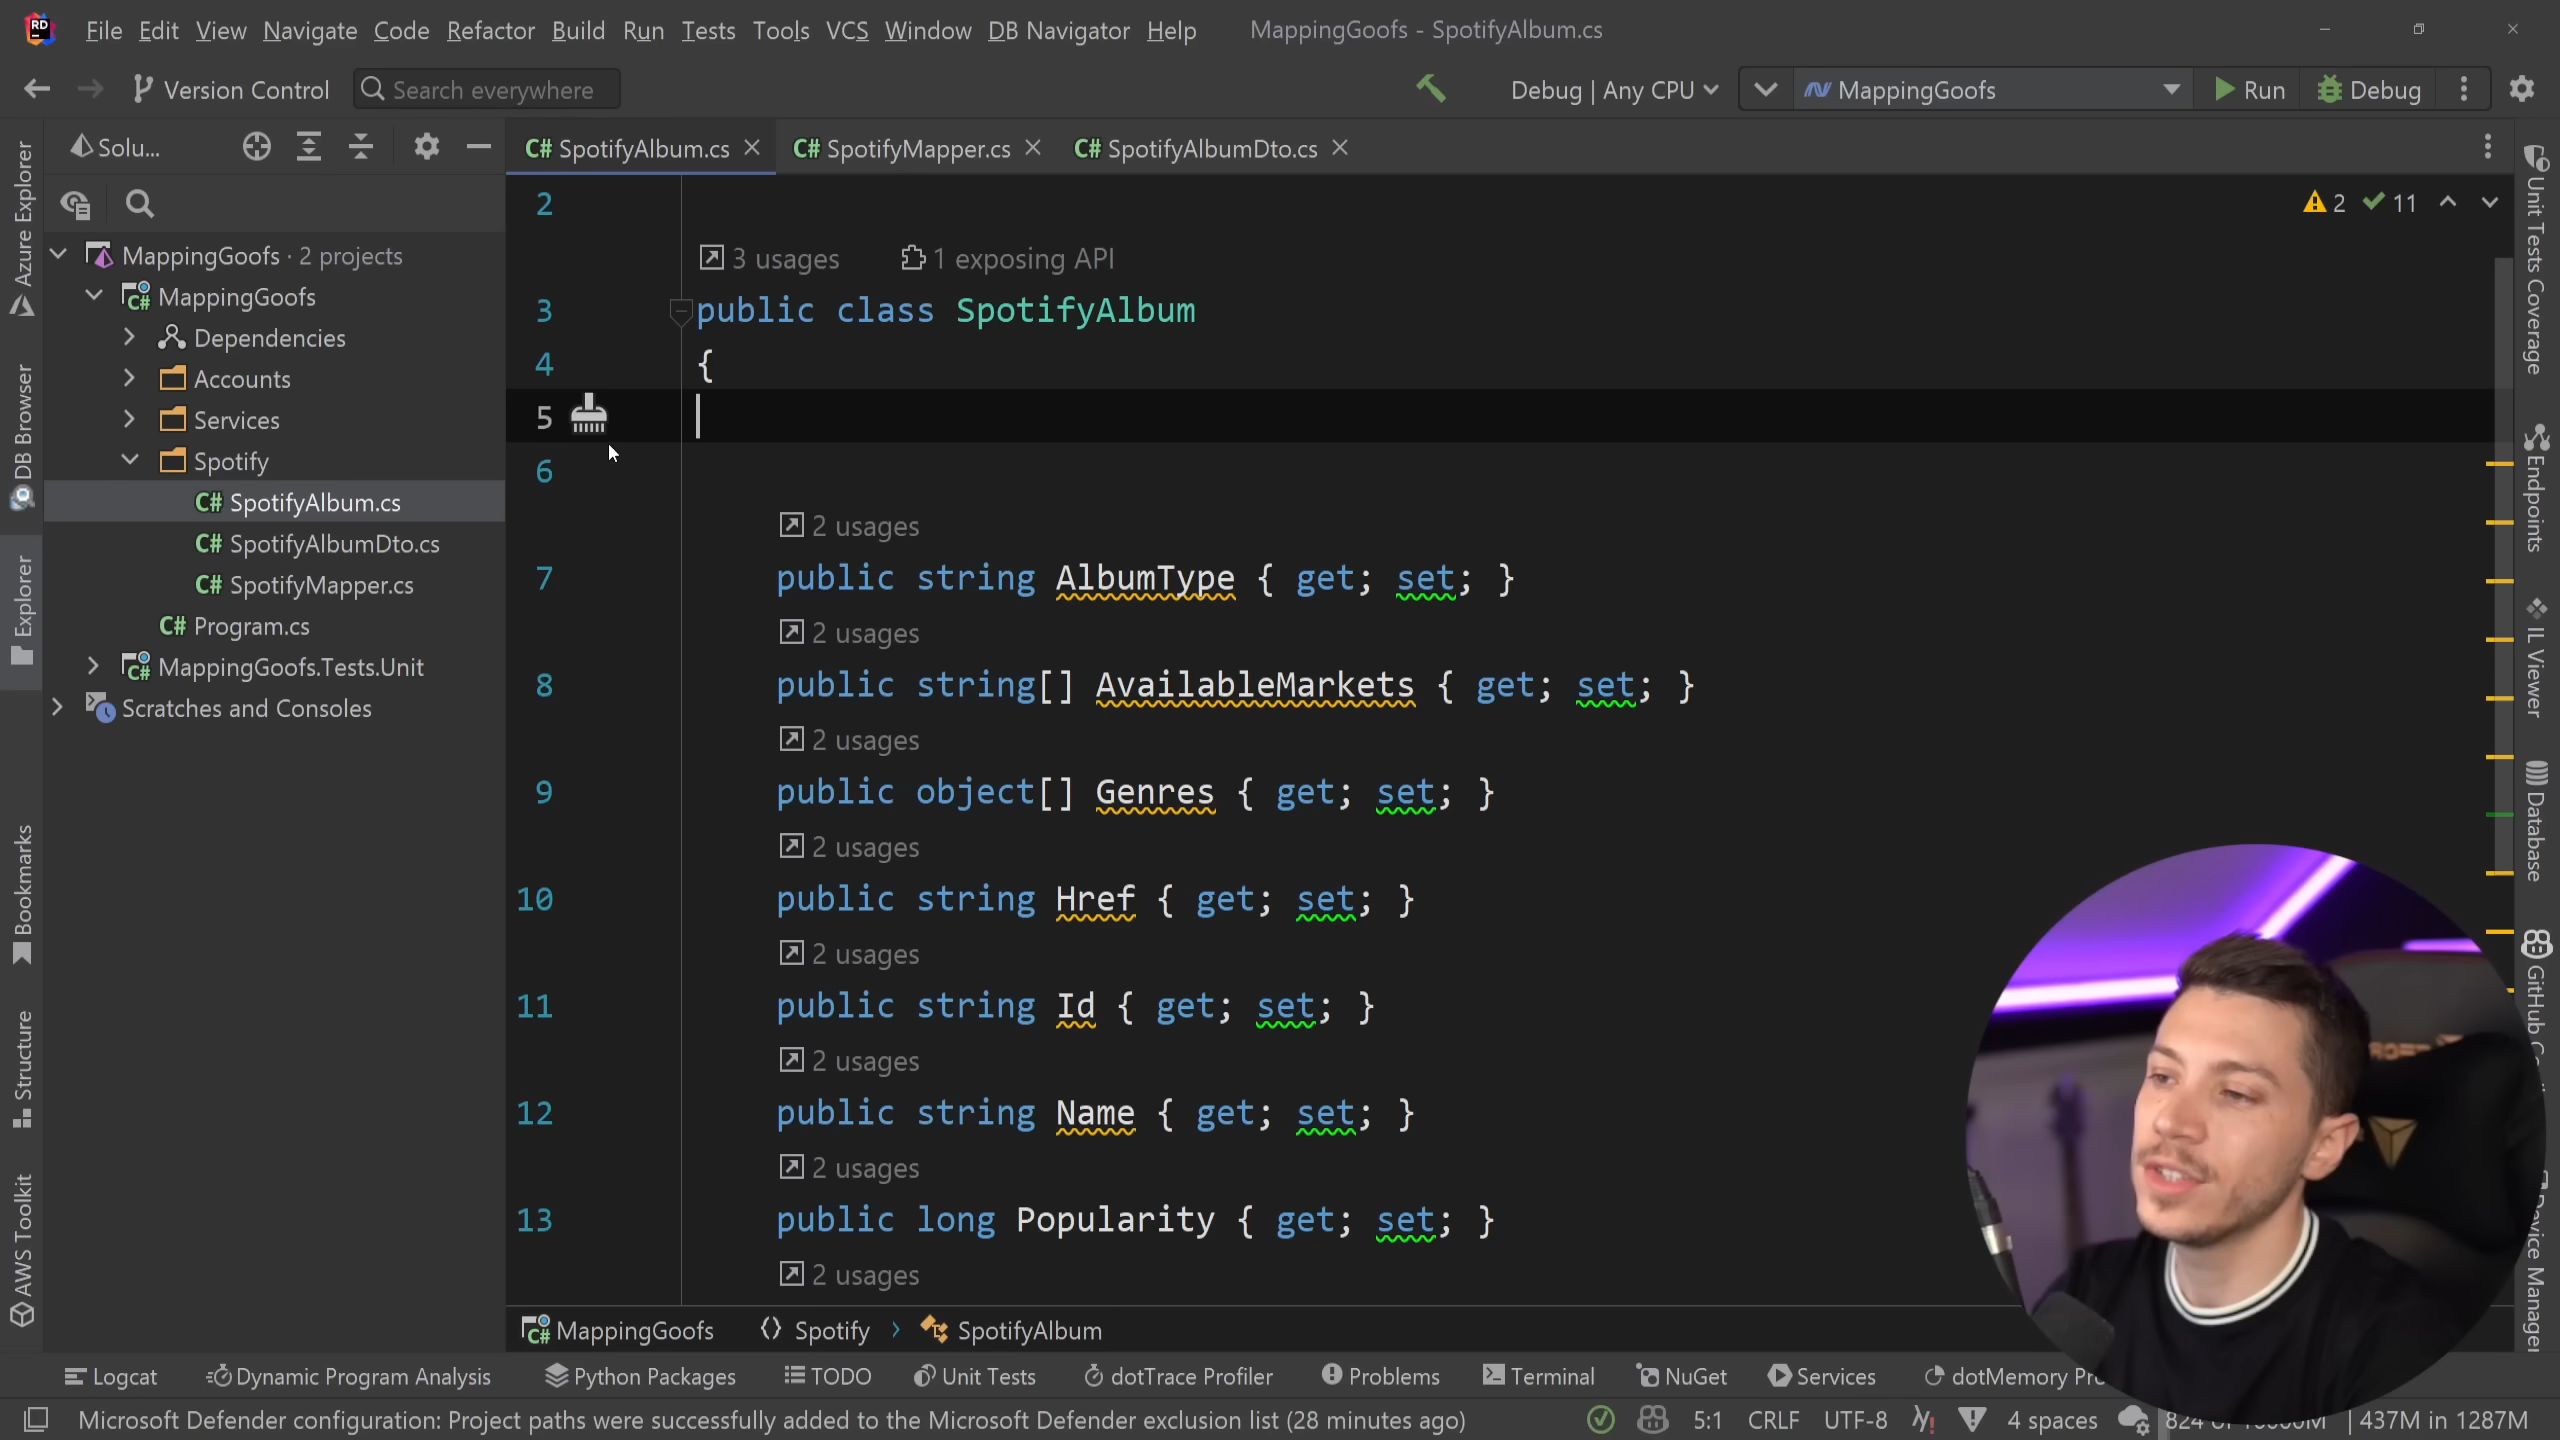 RD File Edit View Navigate Code Refactor Build Run Tests Tools VCS Window DB Navigator Help MappingGoofs - SpotifyAlbum.cs
Version Control Search everywhere Debug | Any CPU MappingGoofs Run Debug
Solu... C# SpotifyAlbum.cs C# SpotifyMapper.cs C# SpotifyAlbumDto.cs
Azure Explorer
DB Browser
Explorer
Bookmarks
Structure
AWS Toolkit
MappingGoofs · 2 projects
C# MappingGoofs
Dependencies
Accounts
Services
Spotify
C# SpotifyAlbum.cs
C# SpotifyAlbumDto.cs
C# SpotifyMapper.cs
C# Program.cs
C# MappingGoofs.Tests.Unit
Scratches and Consoles
2
2 11
3 usages 1 exposing API
3 public class SpotifyAlbum
4 {
5
6
2 usages
7 public string AlbumType { get; set; }
2 usages
8 public string[] AvailableMarkets { get; set; }
2 usages
9 public object[] Genres { get; set; }
2 usages
10 public string Href { get; set; }
2 usages
11 public string Id { get; set; }
2 usages
12 public string Name { get; set; }
2 usages
13 public long Popularity { get; set; }
2 usages
Unit Tests Coverage
Endpoints
IL Viewer
Database
GitHub
Device Manager
C# MappingGoofs Spotify SpotifyAlbum
Logcat Dynamic Program Analysis Python Packages TODO Unit Tests dotTrace Profiler Problems Terminal NuGet Services dotMemory
Microsoft Defender configuration: Project paths were successfully added to the Microsoft Defender exclusion list (28 minutes ago) 5:1 CRLF UTF-8 4 spaces 437M in 1287M